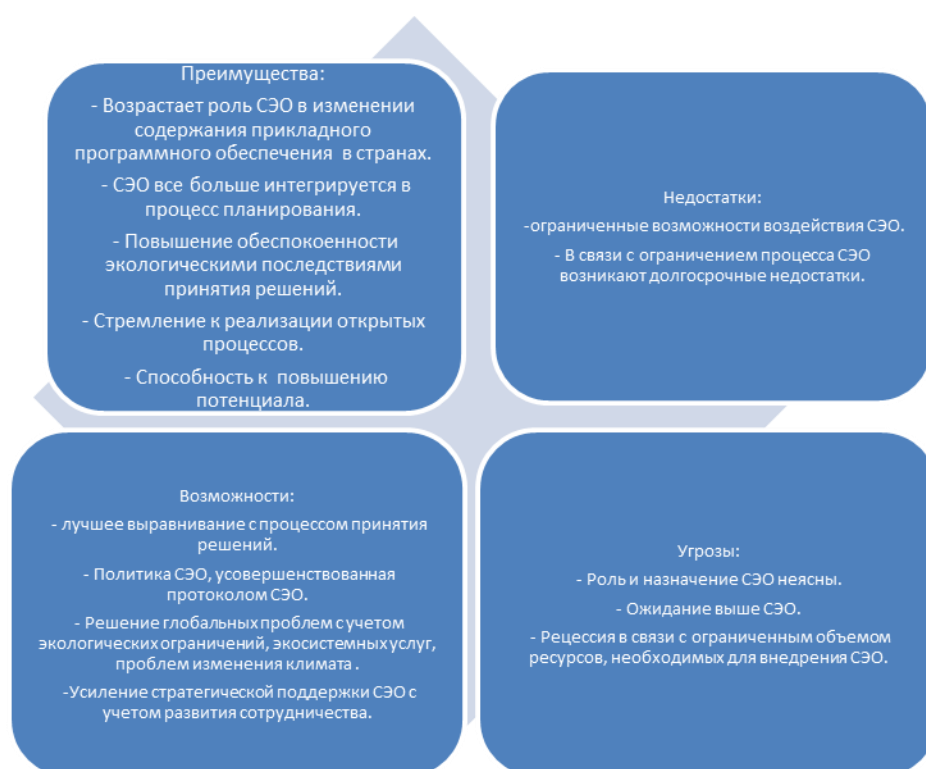 Преимущества:
- Возрастает роль СЭО в изменении
содержания прикладного
программного обеспечения в странах.
- СЭО все больше интегрируется в
процесс планирования.
- Повышение обеспокоенности
экологическими последствиями
принятия решений.
- Стремление к реализации открытых
процессов.
- Способность к повышению
потенциала.
Недостатки:
-ограниченные возможности воздействия СЭО.
- В связи с ограничением процесса СЭО
возникают долгосрочные недостатки.
Возможности:
- лучшее выравнивание с процессом принятия
решений.
- Политика СЭО, усовершенствованная
протоколом СЭО.
- Решение глобальных проблем с учетом
экологических ограничений, экосистемных услуг,
проблем изменения климата .
-Усиление стратегической поддержки СЭО с
учетом развития сотрудничества.
Угрозы:
- Роль и назначение СЭО неясны.
- Ожидание выше СЭО.
- Рецессия в связи с ограниченным объемом
ресурсов, необходимых для внедрения СЭО.